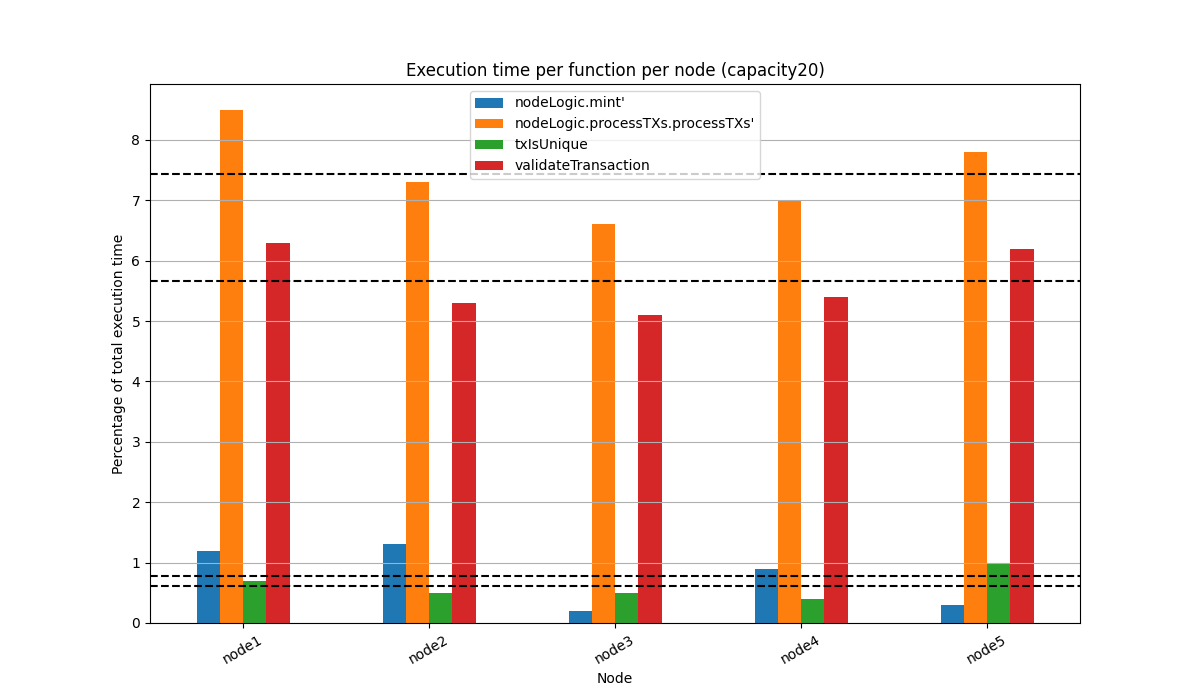 Execution time per function per node (capacity20)
nodeLogic.mint'
nodeLogic.processTXs.processTXs'
txIsUnique
validateTransaction
Percentage of total execution time
8
7
6
5
4
3
2
1
0
node1
node2
node3
node4
node5
Node